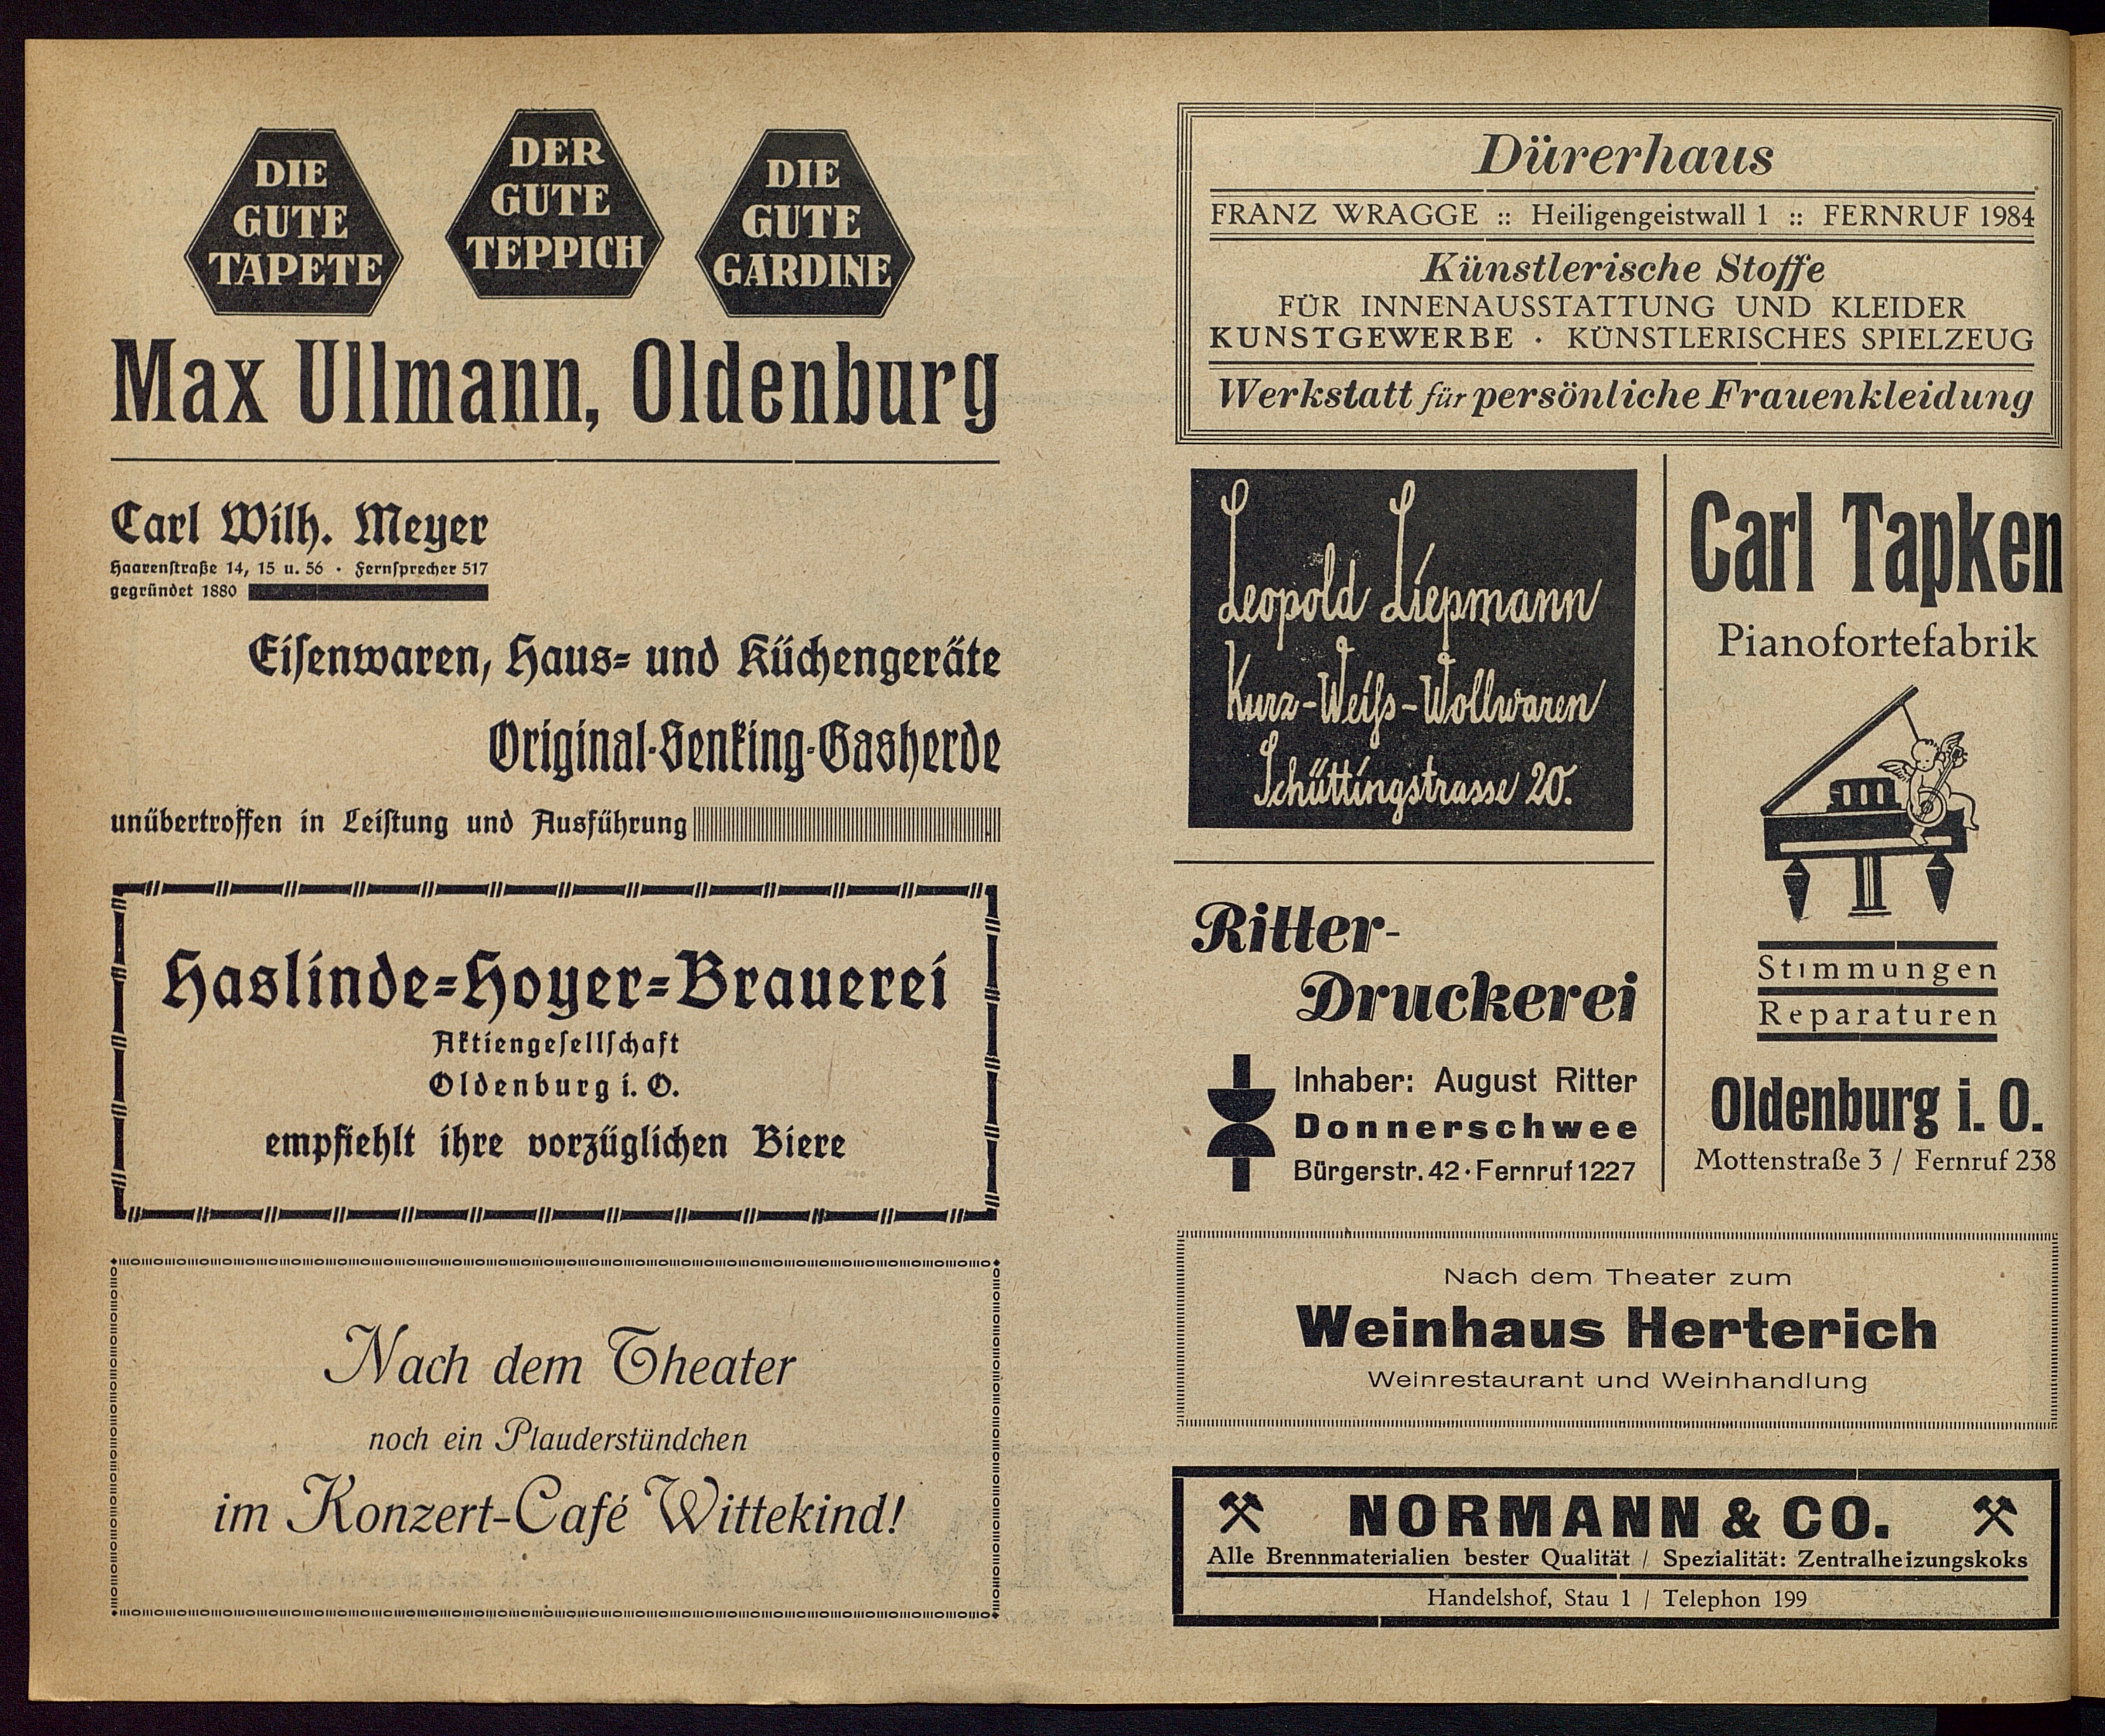 DIE
GUTE
TAPETE
DER
GUTE
TEPPICH
DIE
GUTE
GARDINE
Max Ullmann, Oldenburg
Carl Wilh. Meyer
Haarenstraße 14, 15 u. 56 · Fernsprecher 517
gegründet 1880
Eisenwaren, Haus- und Küchengeräte
Original-Senking-Gasherde
unübertroffen in Leistung und Ausführung
Haslinde-Hoyer-Brauerei
Aktiengesellschaft
Oldenburg i. O.
empfiehlt ihre vorzüglichen Biere
Nach dem Theater
noch ein Plauderstündchen
im Konzert-Café Wittekind!
Dürerhaus
FRANZ WRAGGE :: Heiligengeistwall 1 :: FERNRUF 1984
Künstlerische Stoffe
FÜR INNENAUSSTATTUNG UND KLEIDER
KUNSTGEWERBE · KÜNSTLERISCHES SPIELZEUG
Werkstatt für persönliche Frauenkleidung
Leopold Liepmann
Kurz-Weiss-Wollwaren
Schüttingstrasse 20.
Ritter-
Druckerei
Inhaber: August Ritter
Donnerschwee
Bürgerstr. 42 · Fernruf 1227
Carl Tapken
Pianofortefabrik
Stimmungen
Reparaturen
Oldenburg i. O.
Mottenstraße 3 / Fernruf 238
Nach dem Theater zum
Weinhaus Herterich
Weinrestaurant und Weinhandlung
NORMANN & CO.
Alle Brennmaterialien bester Qualität / Spezialität: Zentralheizungskoks
Handelshof, Stau 1 / Telephon 199